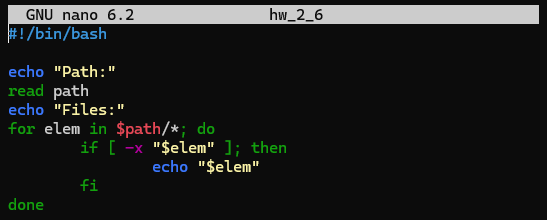 GNU nano 6.2 hw_2_6
#!/bin/bash
echo "Path:"
read path
echo "Files:"
for elem in $path/*; do
if [ -x "$elem" ]; then
echo "$elem"
fi
done